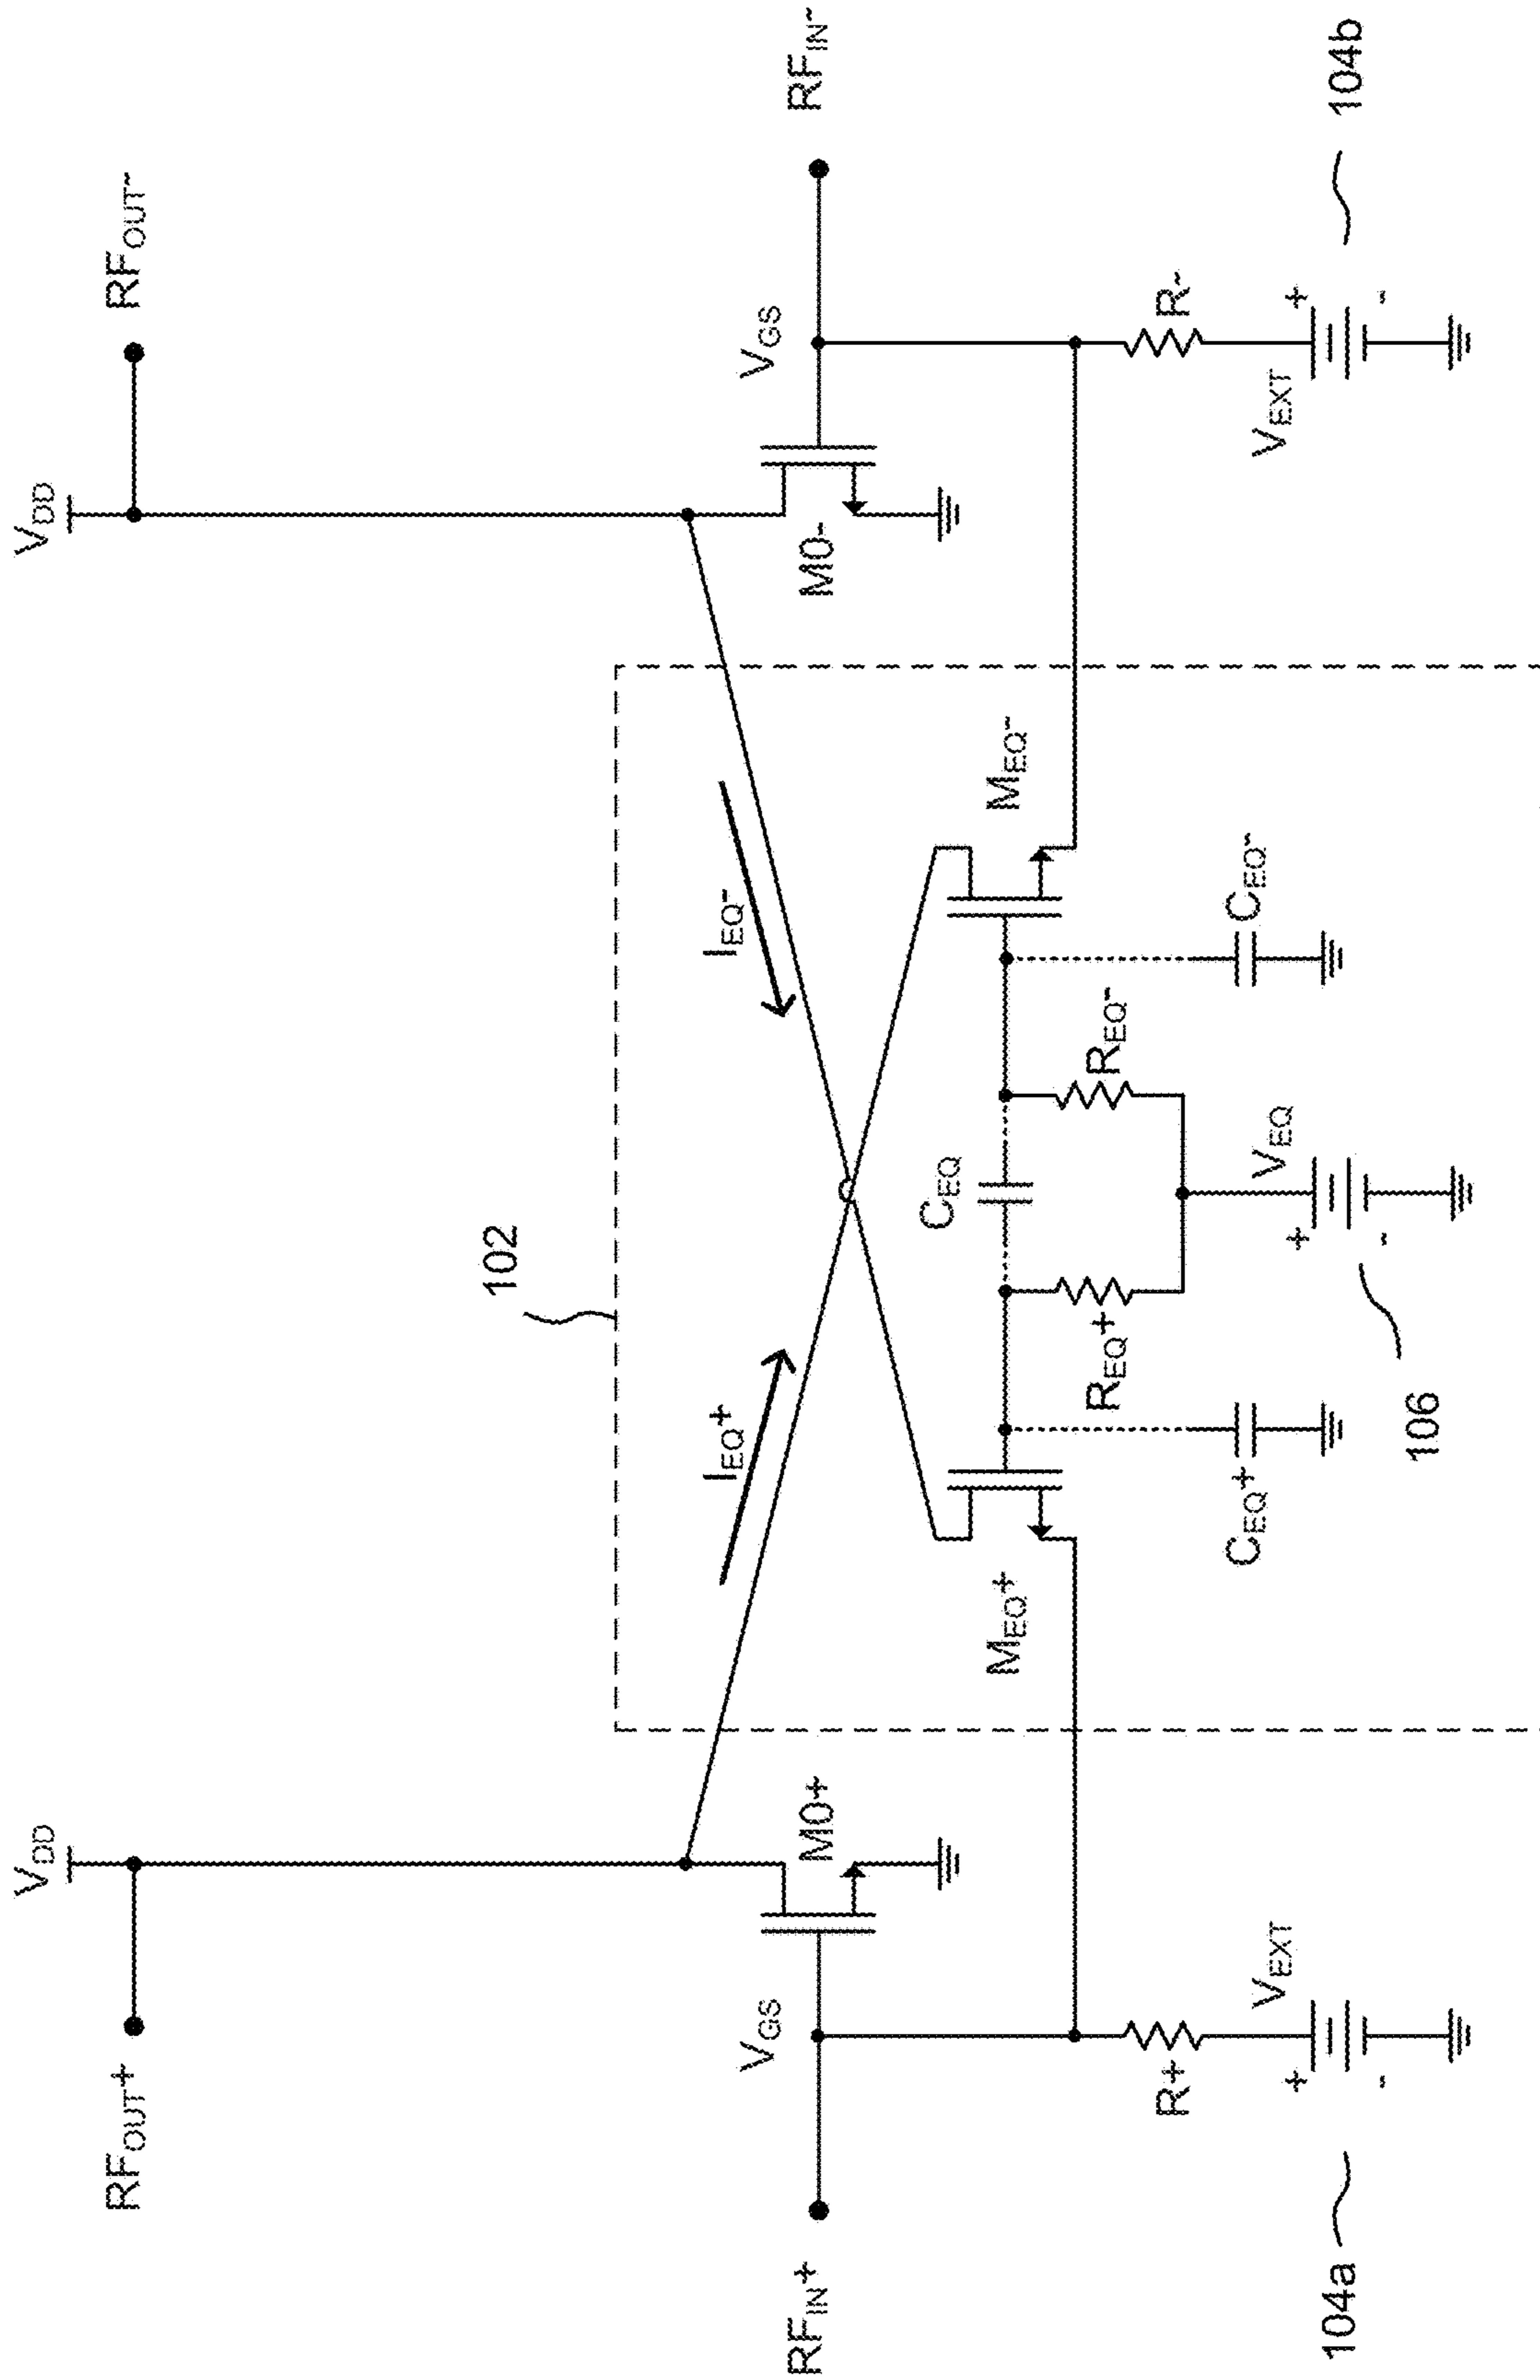 RF_OUT+
V_DD
V_DD
RF_OUT-
102
RF_IN+
V_GS
M0+
I_EQ+
I_EQ-
M0-
V_GS
RF_IN-
M_EQ+
C_EQ
M_EQ-
R+
V_EXT
+
-
104a
C_EQ+
R_EQ+
R_EQ-
C_EQ-
+
V_EQ
-
106
R-
V_EXT
+
-
104b